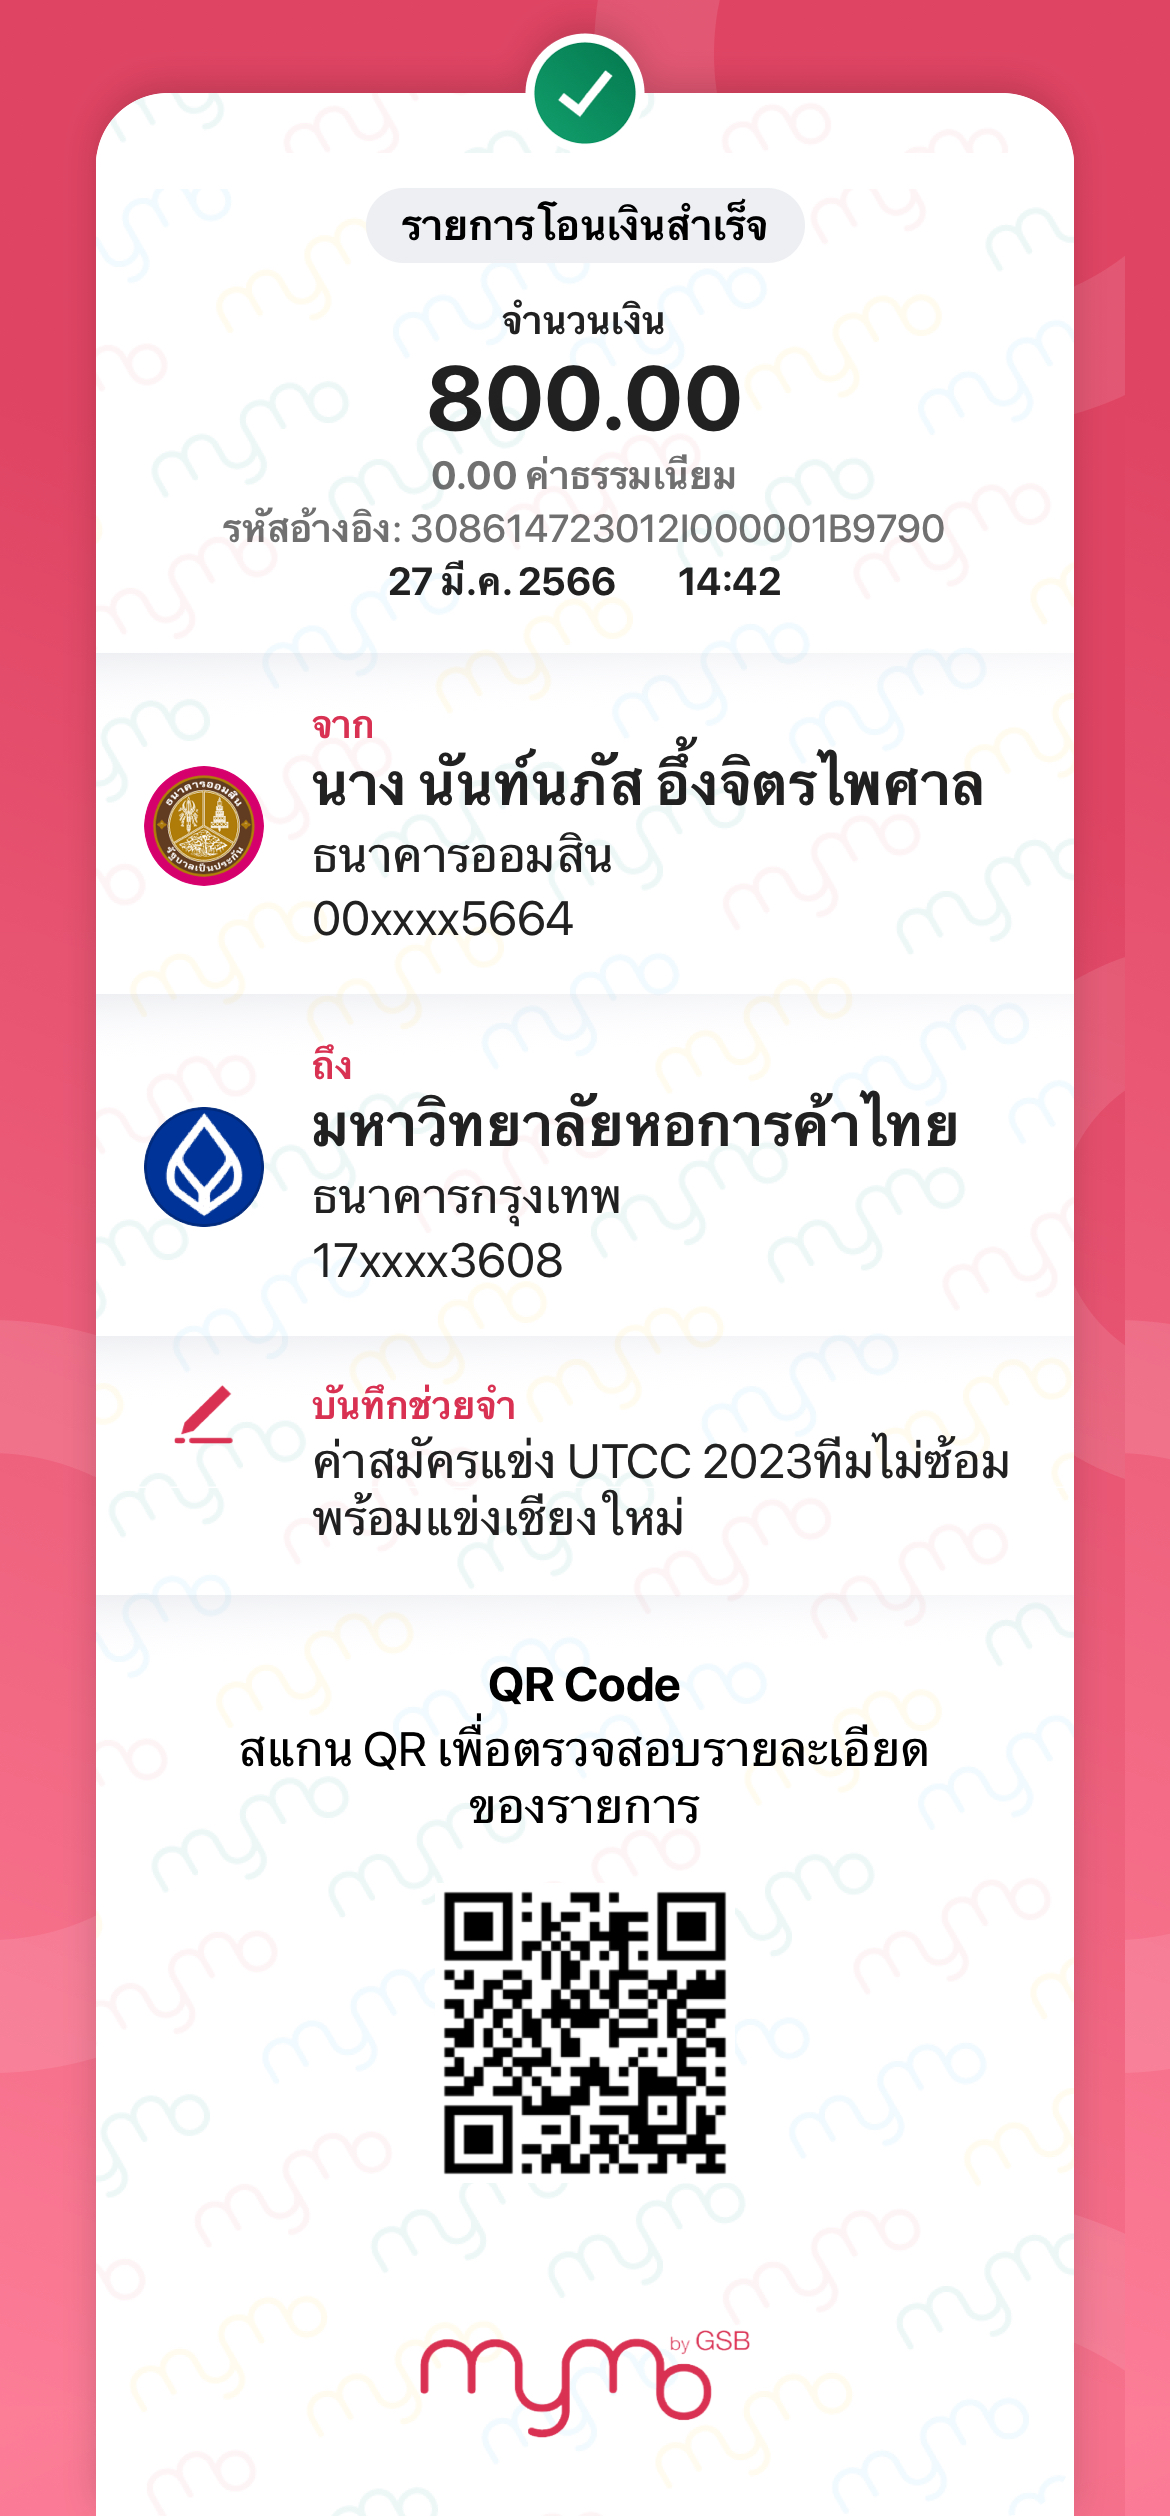 รายการโอนเงินสำเร็จ
จำนวนเงิน
800.00
0.00 ค่าธรรมเนียม
รหัสอ้างอิง: 308614723012I000001B9790
27 มี.ค. 2566 14:42
จาก
นาง นันท์นภัส อึ้งจิตรไพศาล
ธนาคารออมสิน
00xxxx5664
ถึง
มหาวิทยาลัยหอการค้าไทย
ธนาคารกรุงเทพ
17xxxx3608
บันทึกช่วยจำ
ค่าสมัครแข่ง UTCC 2023ทีมไม่ซ้อม
พร้อมแข่งเชียงใหม่
QR Code
สแกน QR เพื่อตรวจสอบรายละเอียด
ของรายการ
mymo by GSB